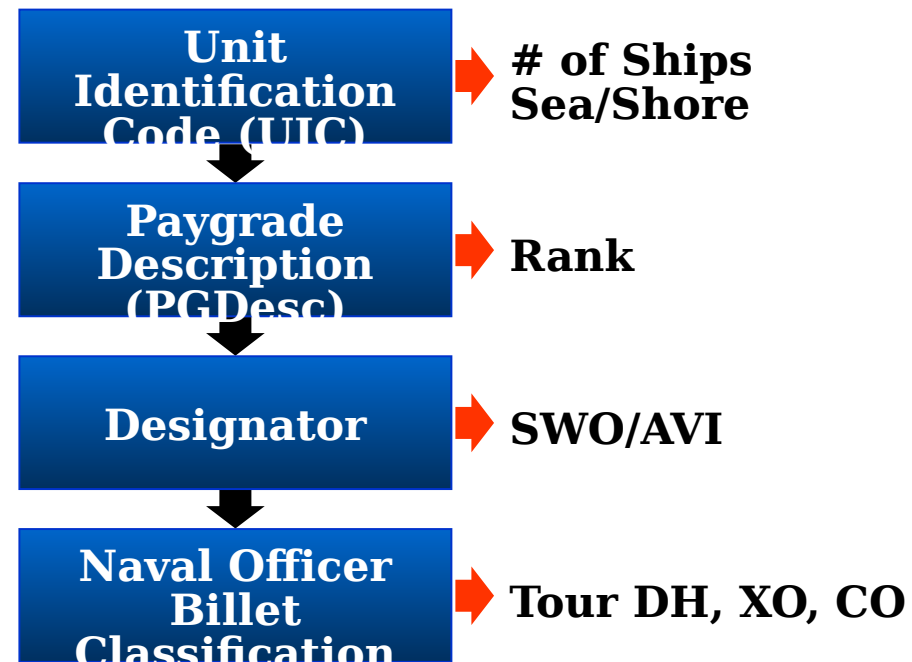 Unit
Identification
Code (UIC)
# of Ships
Sea/Shore
Paygrade
Description
(PGDesc)
Rank
Designator
SWO/AVI
Naval Officer
Billet
Classification
Tour DH, XO, CO